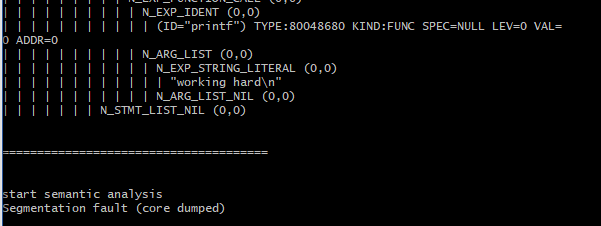 | | | | | | | | | N_EXP_FUNCTION_CALL (0,0)
| | | | | | | | | | N_EXP_IDENT (0,0)
| | | | | | | | | | | (ID="printf") TYPE:80048680 KIND:FUNC SPEC=NULL LEV=0 VAL=
0 ADDR=0
| | | | | | | | | | N_ARG_LIST (0,0)
| | | | | | | | | | | N_EXP_STRING_LITERAL (0,0)
| | | | | | | | | | | | "working hard\n"
| | | | | | | | | | | N_ARG_LIST_NIL (0,0)
| | | | | | | N_STMT_LIST_NIL (0,0)
======================================
start semantic analysis
Segmentation fault (core dumped)